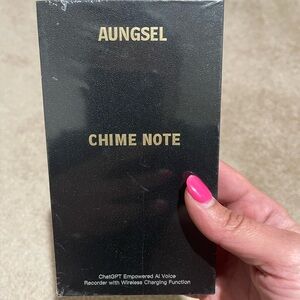 AUNGSEL
CHIME NOTE
ChatGPT Empowered AI Voice
Recorder with Wireless Charging Function